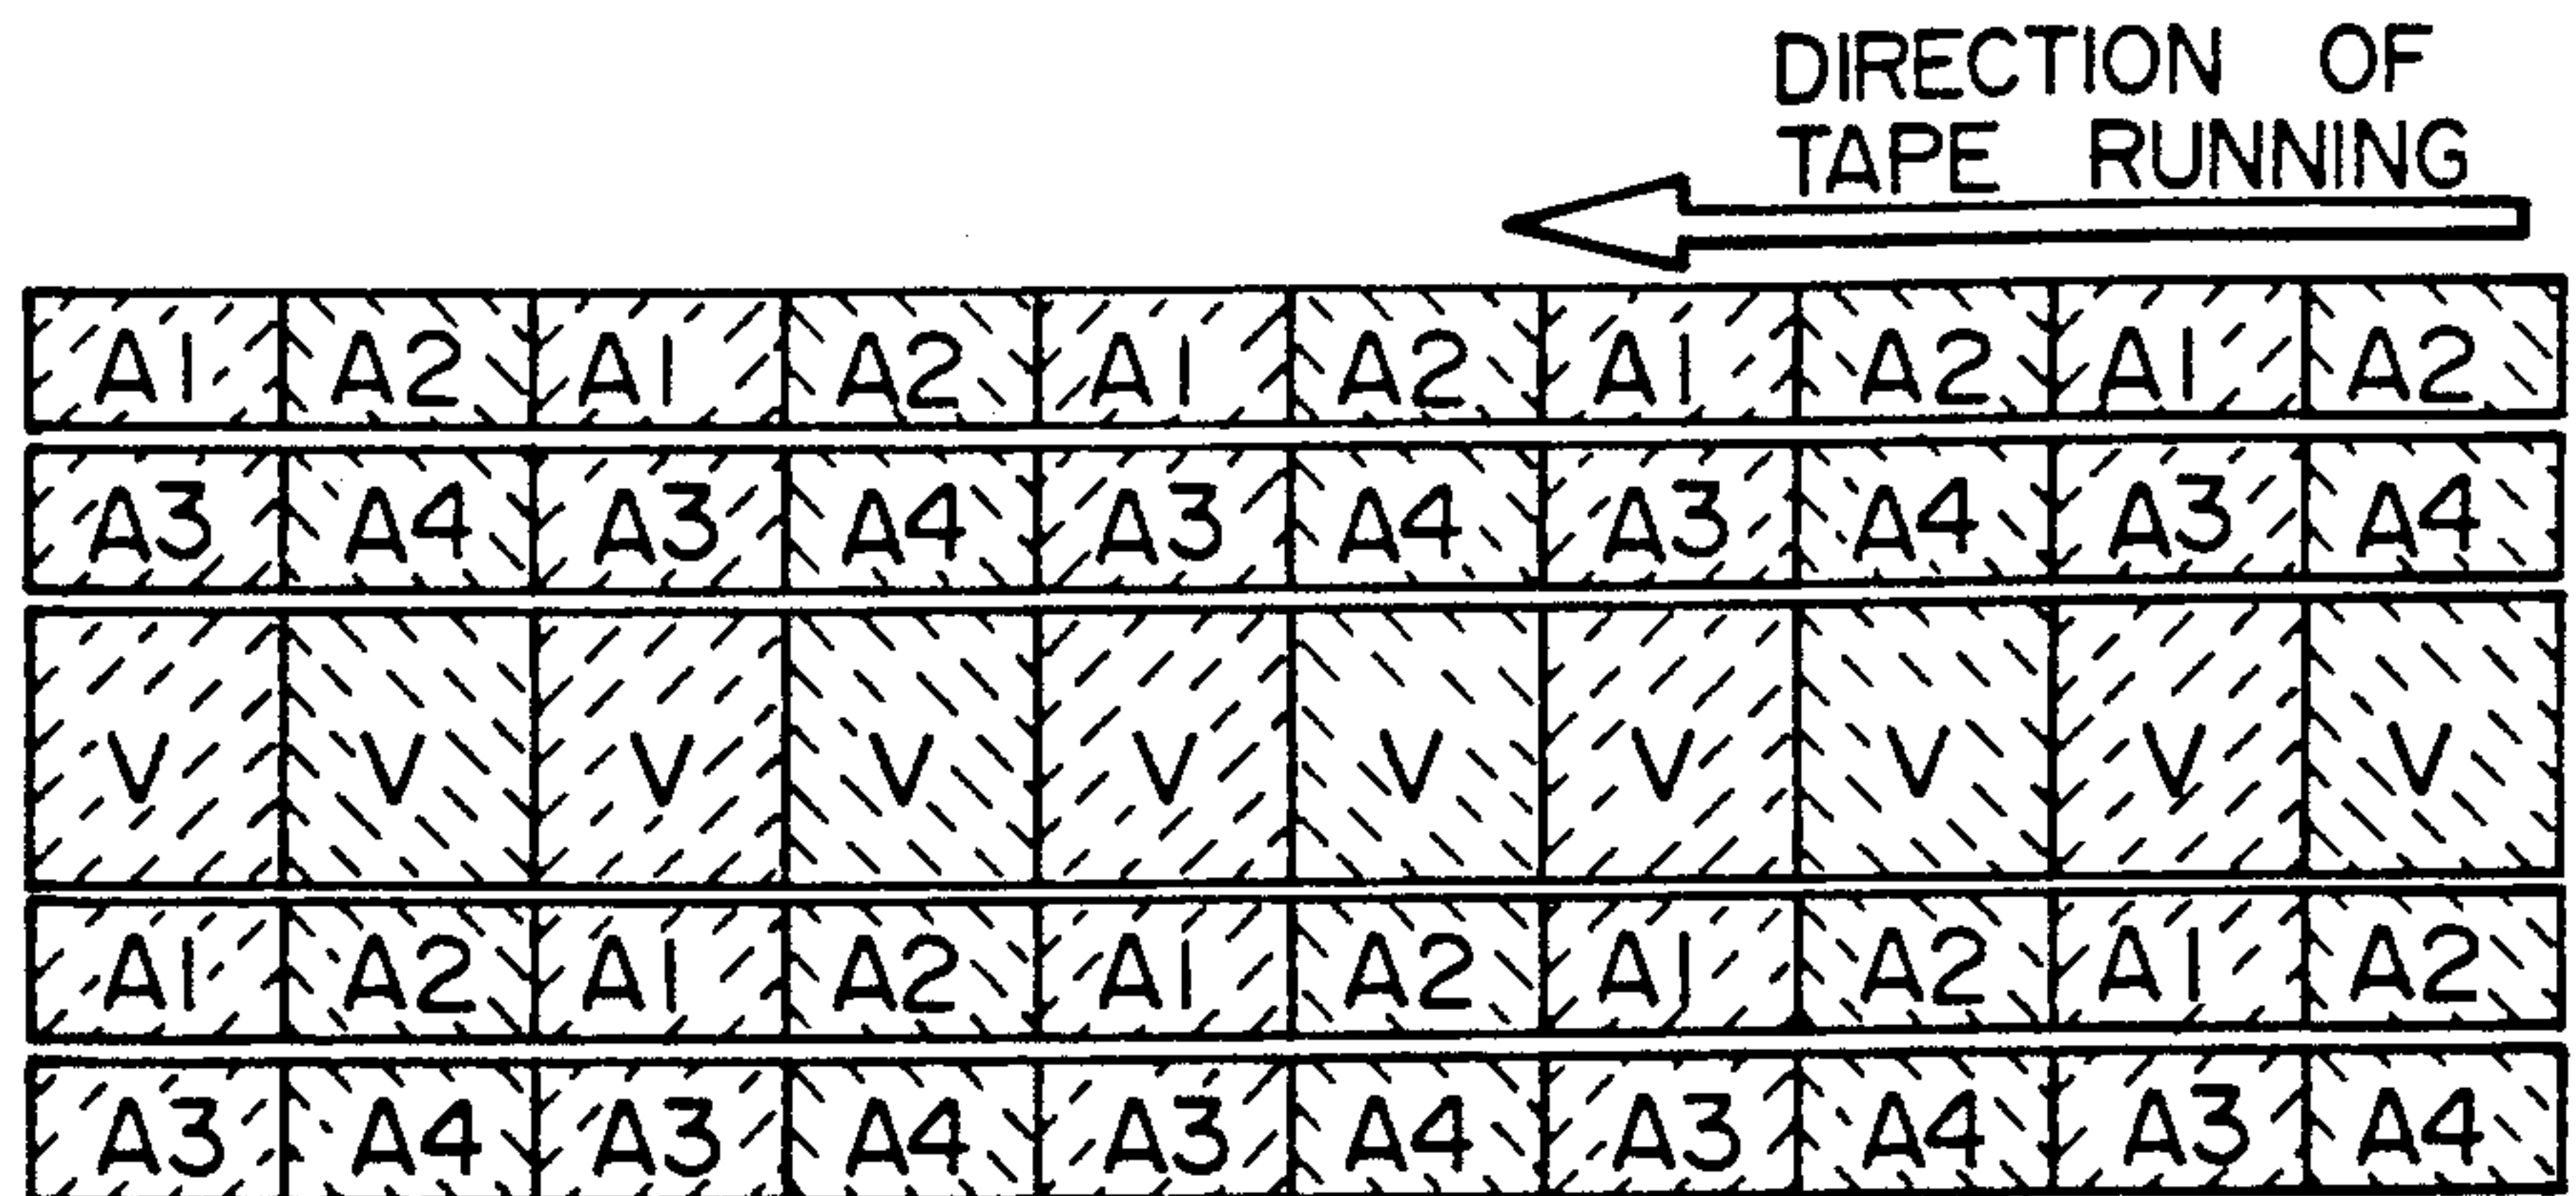 DIRECTION OF
TAPE RUNNING
A1 A2 A1 A2 A1 A2 A1 A2 A1 A2
A3 A4 A3 A4 A3 A4 A3 A4 A3 A4
V V V V V V V V V V
A1 A2 A1 A2 A1 A2 A1 A2 A1 A2
A3 A4 A3 A4 A3 A4 A3 A4 A3 A4